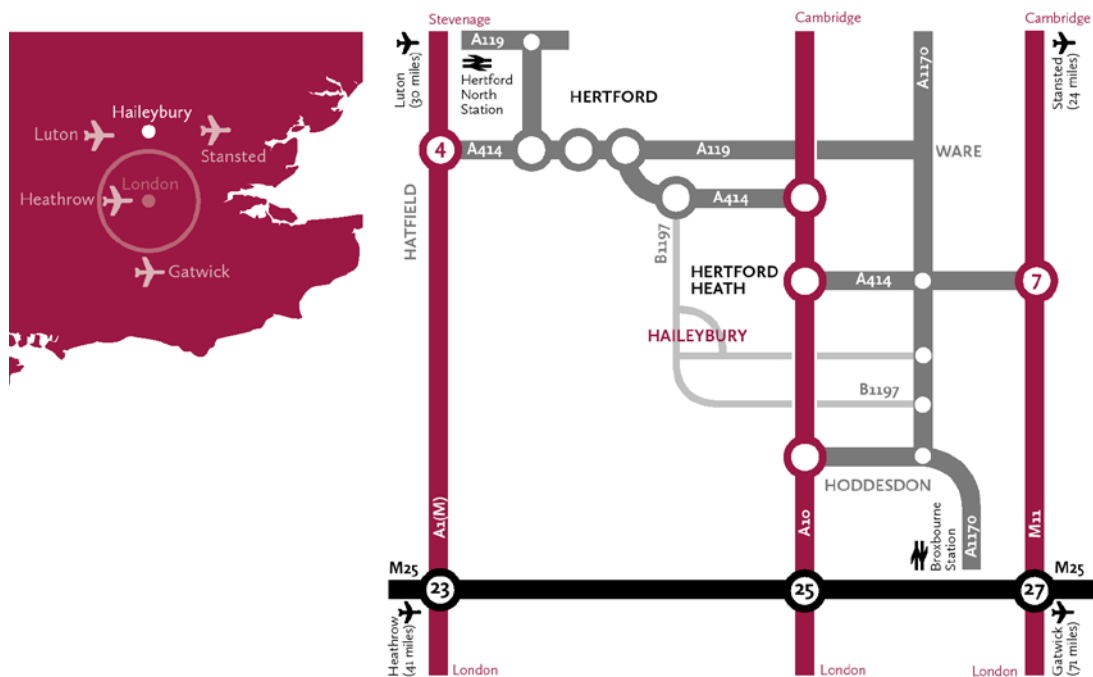 Haileybury
Luton
Stansted
London
Heathrow
Gatwick
Stevenage
Cambridge
Cambridge
Luton
(30 miles)
A119
Hertford
North
Station
HERTFORD
A1170
Stansted
(24 miles)
4
A414
A119
WARE
HATFIELD
A414
B1197
HERTFORD
HEATH
A414
7
HAILEYBURY
B1197
HODDESDON
A1(M)
A10
Broxbourne
Station
A1170
M11
M25
23
25
27
M25
Heathrow
(41 miles)
Gatwick
(71 miles)
London
London
London